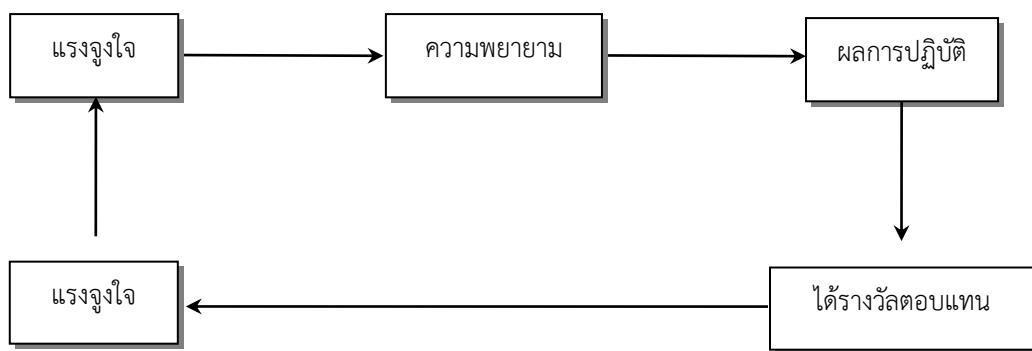 แรงจูงใจ
ความพยายาม
ผลการปฏิบัติ
แรงจูงใจ
ได้รางวัลตอบแทน